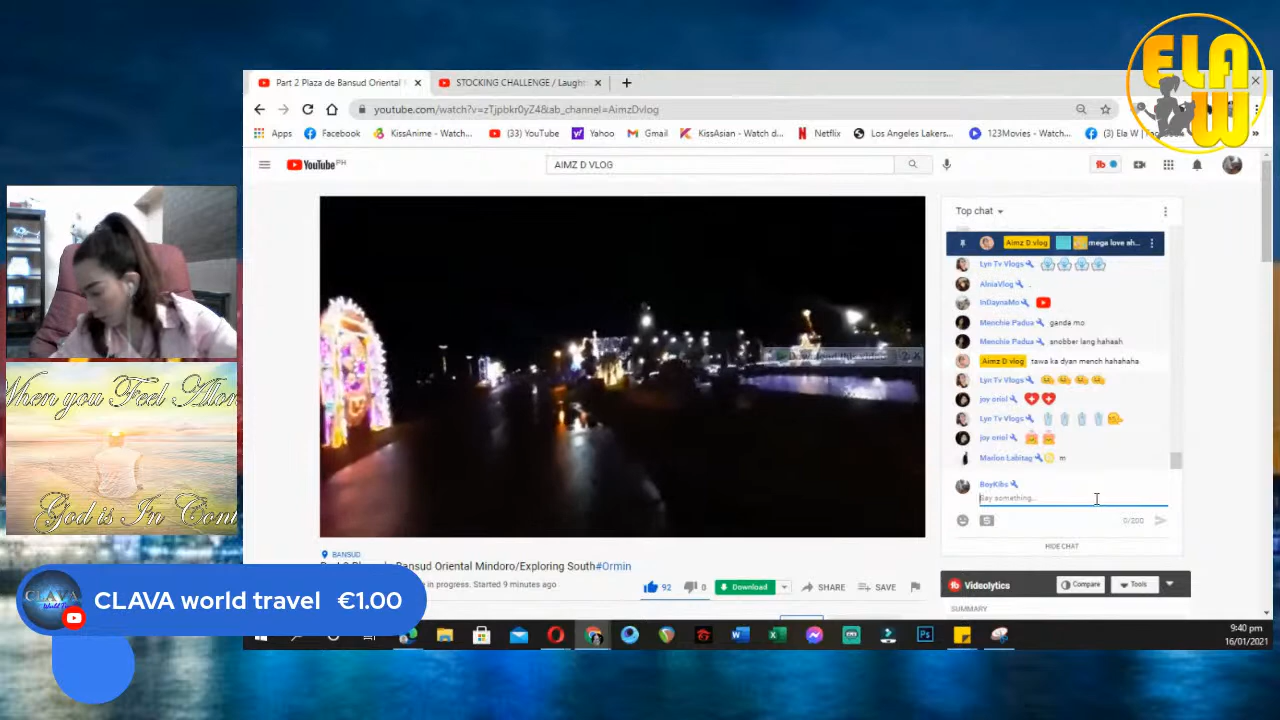 ELA
W
Part 2 Plaza de Bansud Oriental
STOCKING CHALLENGE / Laught
youtube.com/watch?v=zTjpbkr0yZ4&ab_channel=AimzDvlog
Apps Facebook KissAnime - Watch... (33) YouTube Yahoo Gmail KissAsian - Watch d... Netflix Los Angeles Lakers... 123Movies - Watch... (3) Ela W |
YouTube PH
AIMZ D VLOG
Top chat
Aimz D vlog mega love sh...
Lyn Tv Vlogs
AlniaVlog .
InDaynaMo
Menchie Padua ganda mo
Menchie Padua snobber lang hahaah
Aimz D vlog tawa ka dyan mench hahahaha
Lyn Tv Vlogs
joy oriol
Lyn Tv Vlogs
joy oriol
Marlon Labitag m
BoyKibs
Say something...
0/200
HIDE CHAT
Download this video
BANSUD
Bansud Oriental Mindoro/Exploring South#Ormin
in progress. Started 9 minutes ago
92 0 Download SHARE SAVE
Videolytics Compare Tools
SUMMARY
When you Feel Alon
God is In Cont
CLAVA world travel €1.00
9:40 pm
16/01/2021